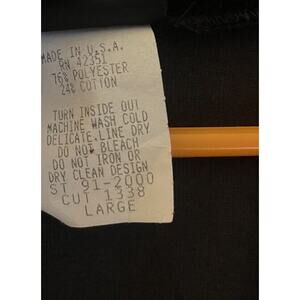 MADE IN U.S.A.
RN 42351
76% POLYESTER
24% COTTON
TURN INSIDE OUT
MACHINE WASH COLD
DELICATE.LINE DRY
DO NOT BLEACH
DO NOT IRON OR
DRY CLEAN DESIGN
ST 91-2000
CUT 1338
LARGE